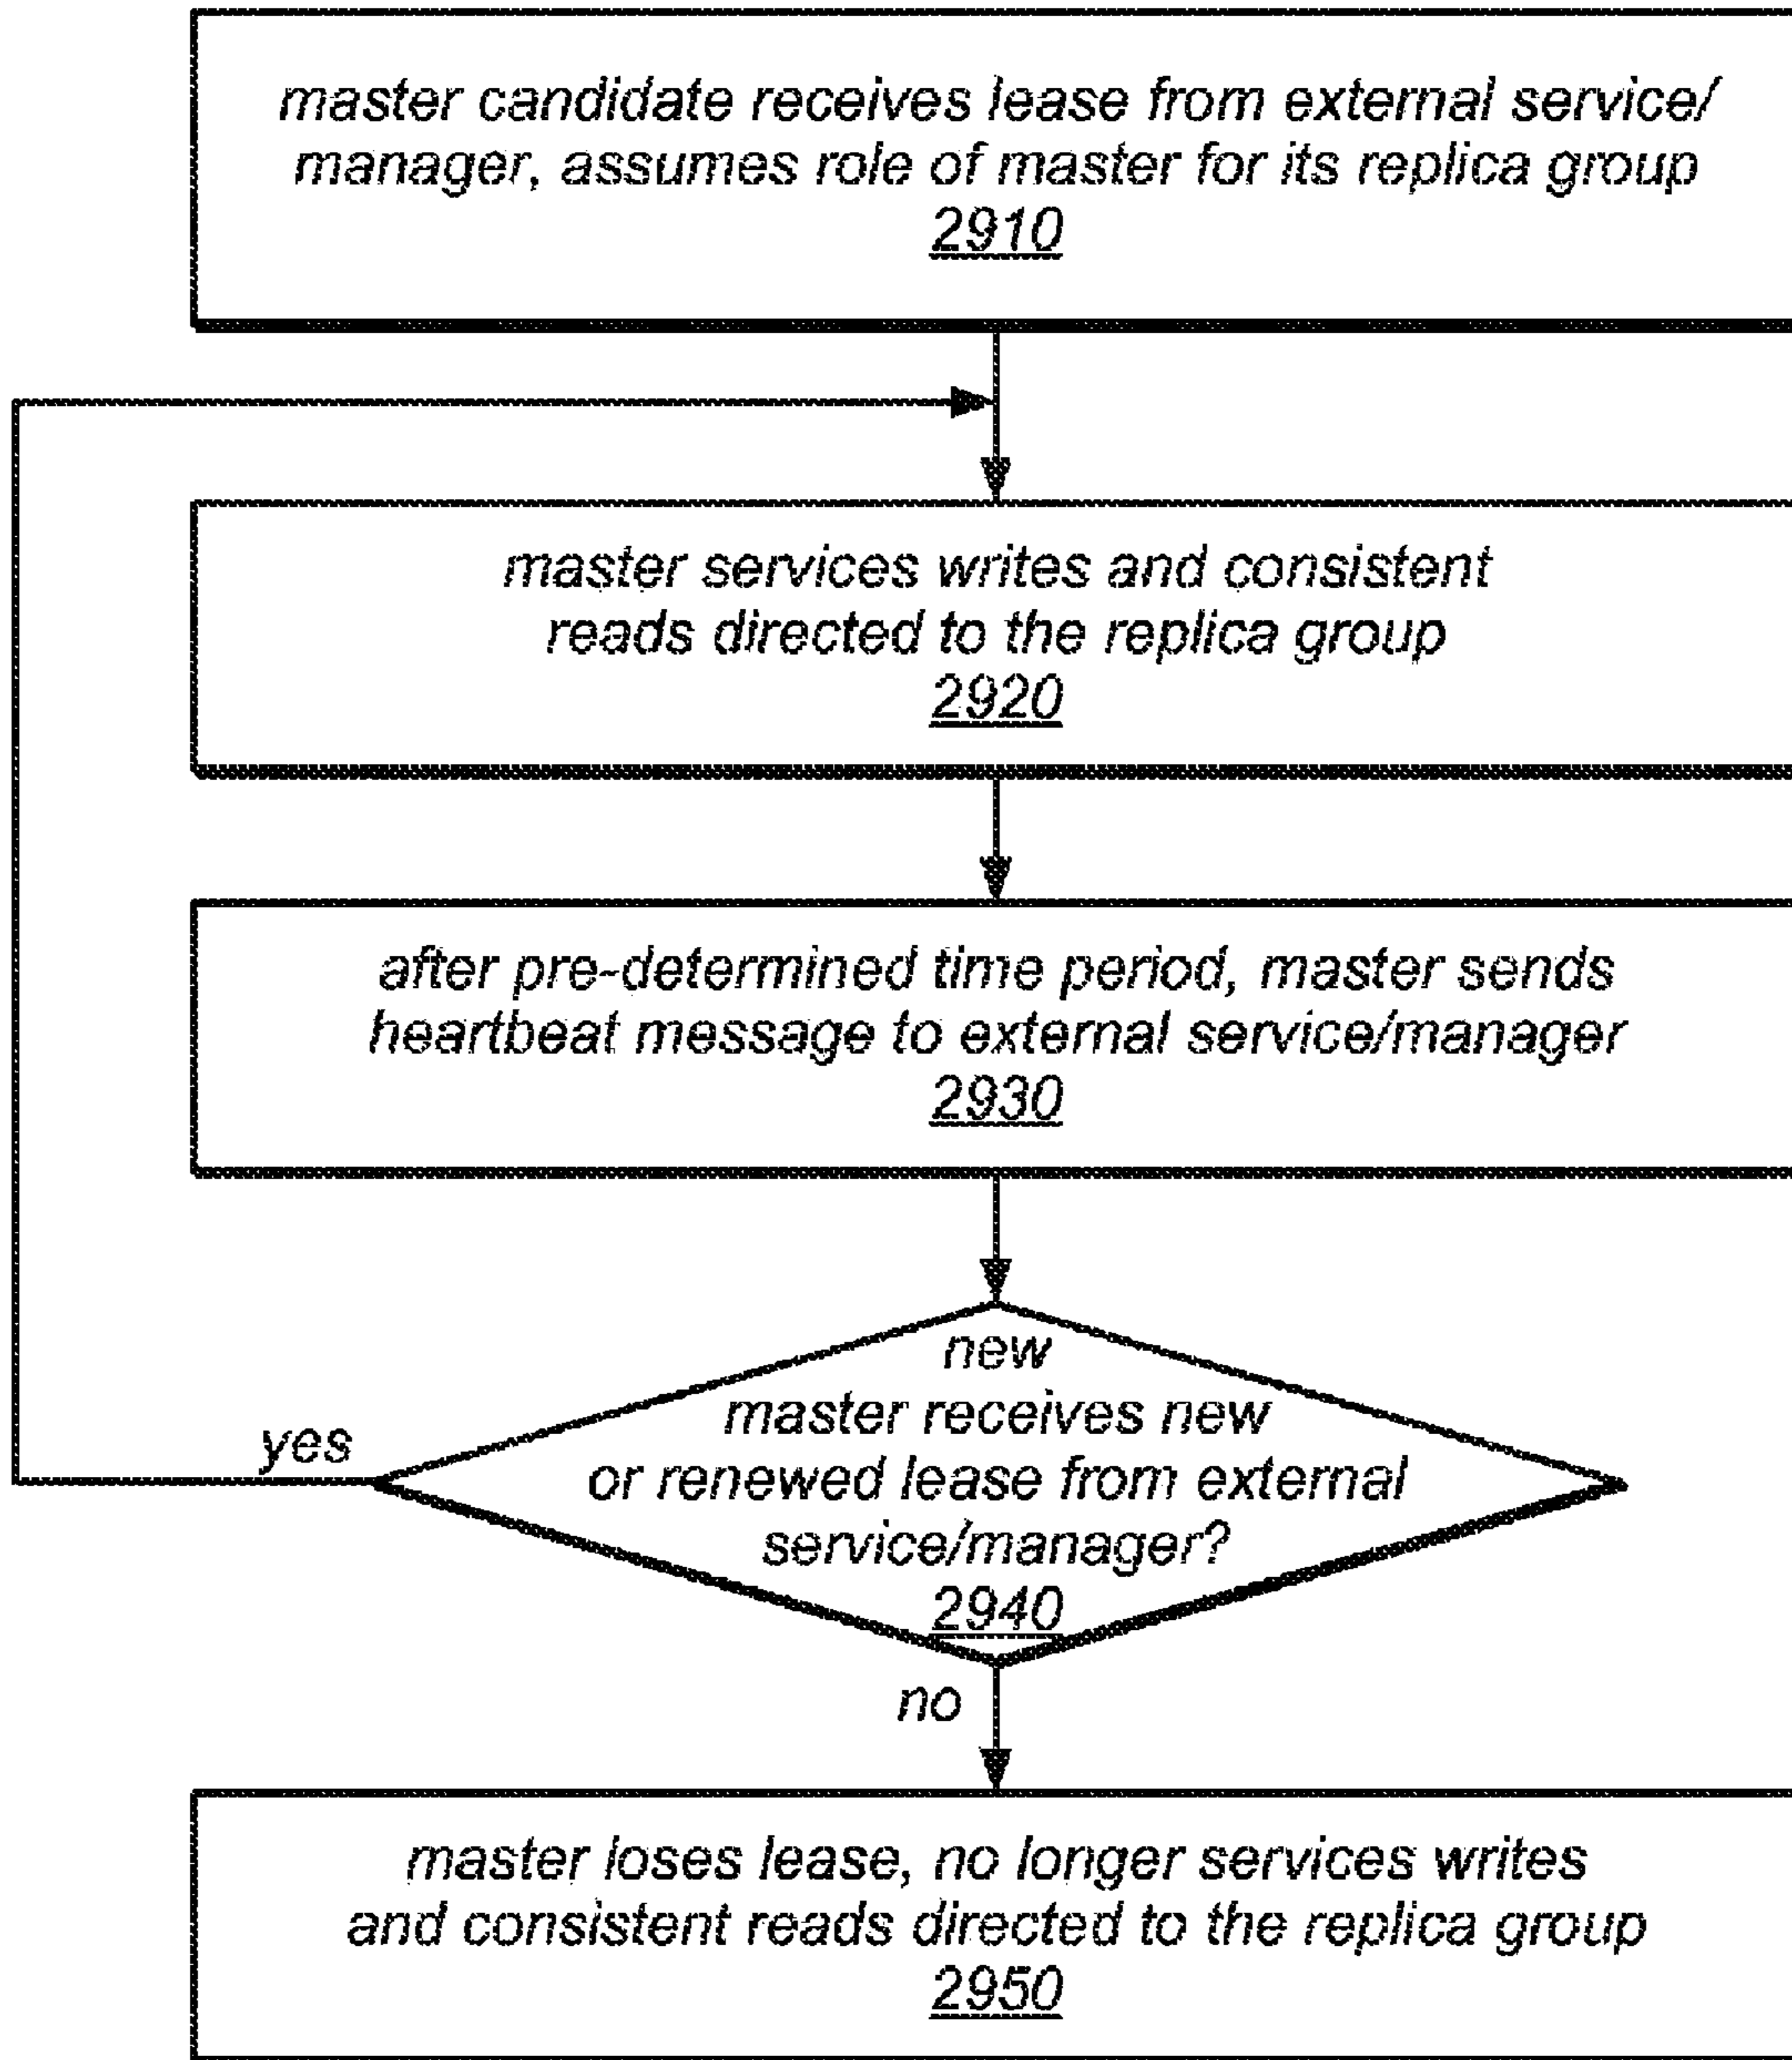 master candidate receives lease from external service/
manager, assumes role of master for its replica group
2910
master services writes and consistent
reads directed to the replica group
2920
after pre-determined time period, master sends
heartbeat message to external service/manager
2930
new
master receives new
or renewed lease from external
service/manager?
2940
yes
no
master loses lease, no longer services writes
and consistent reads directed to the replica group
2950